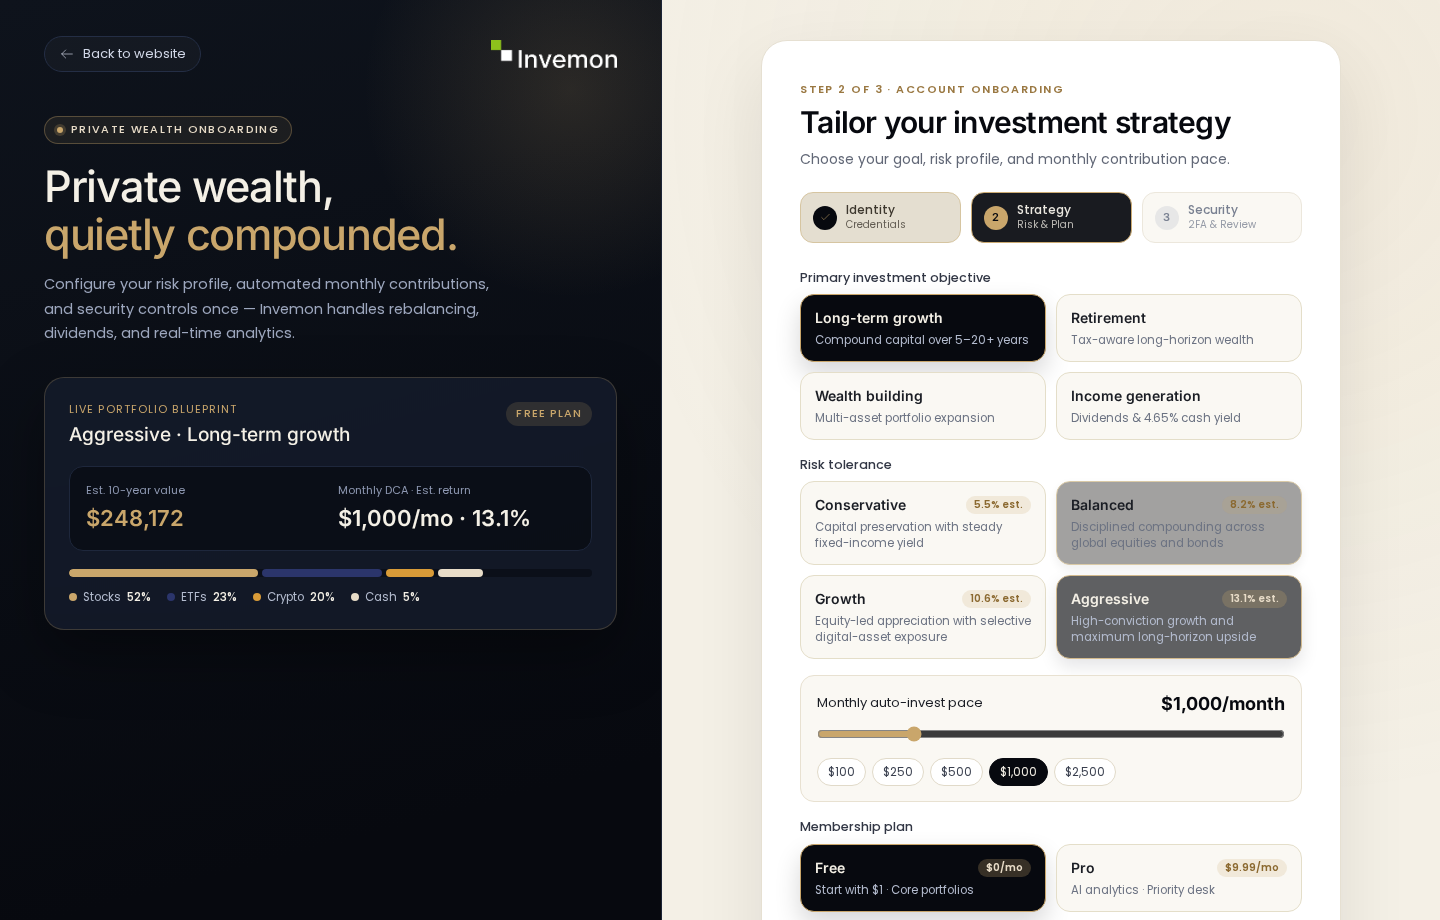 Back to website
Invemon
PRIVATE WEALTH ONBOARDING
Private wealth,
quietly compounded.
Configure your risk profile, automated monthly contributions,
and security controls once — Invemon handles rebalancing,
dividends, and real-time analytics.
LIVE PORTFOLIO BLUEPRINT
FREE PLAN
Aggressive · Long-term growth
Est. 10-year value
Monthly DCA · Est. return
$248,172
$1,000/mo · 13.1%
Stocks 52%
ETFs 23%
Crypto 20%
Cash 5%
STEP 2 OF 3 · ACCOUNT ONBOARDING
Tailor your investment strategy
Choose your goal, risk profile, and monthly contribution pace.
Identity
Credentials
2
Strategy
Risk & Plan
3
Security
2FA & Review
Primary investment objective
Long-term growth
Compound capital over 5–20+ years
Retirement
Tax-aware long-horizon wealth
Wealth building
Multi-asset portfolio expansion
Income generation
Dividends & 4.65% cash yield
Risk tolerance
Conservative
5.5% est.
Capital preservation with steady
fixed-income yield
Balanced
8.2% est.
Disciplined compounding across
global equities and bonds
Growth
10.6% est.
Equity-led appreciation with selective
digital-asset exposure
Aggressive
13.1% est.
High-conviction growth and
maximum long-horizon upside
Monthly auto-invest pace
$1,000/month
$100
$250
$500
$1,000
$2,500
Membership plan
Free
$0/mo
Start with $1 · Core portfolios
Pro
$9.99/mo
AI analytics · Priority desk